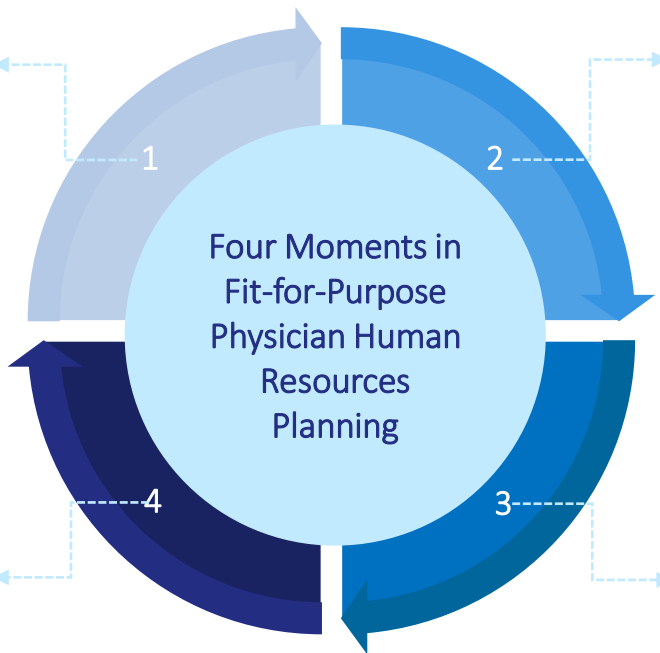 1
2
Four Moments in
Fit-for-Purpose
Physician Human
Resources
Planning
4
3